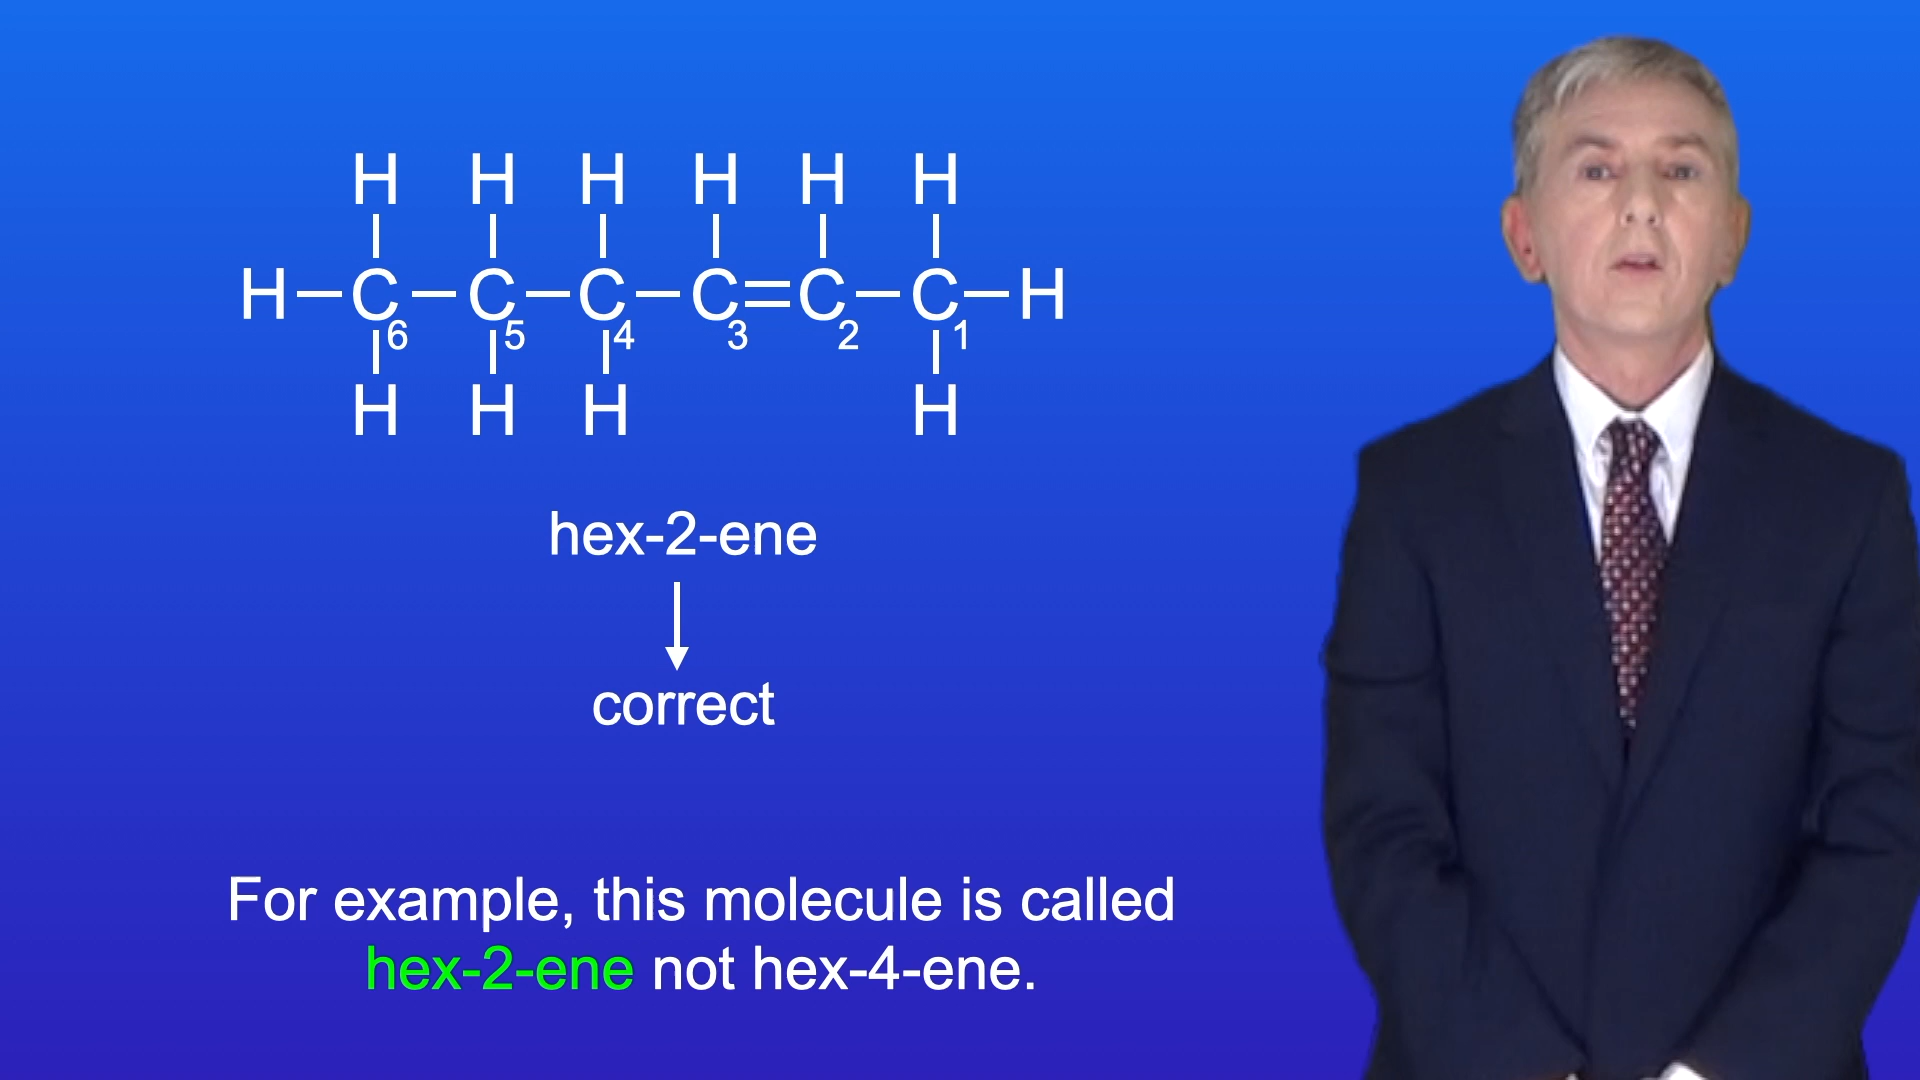 H H H H H H
H—C—C—C—C=C—C—H
6 5 4 3 2 1
H H H H
hex-2-ene
correct
For example, this molecule is called
hex-2-ene not hex-4-ene.